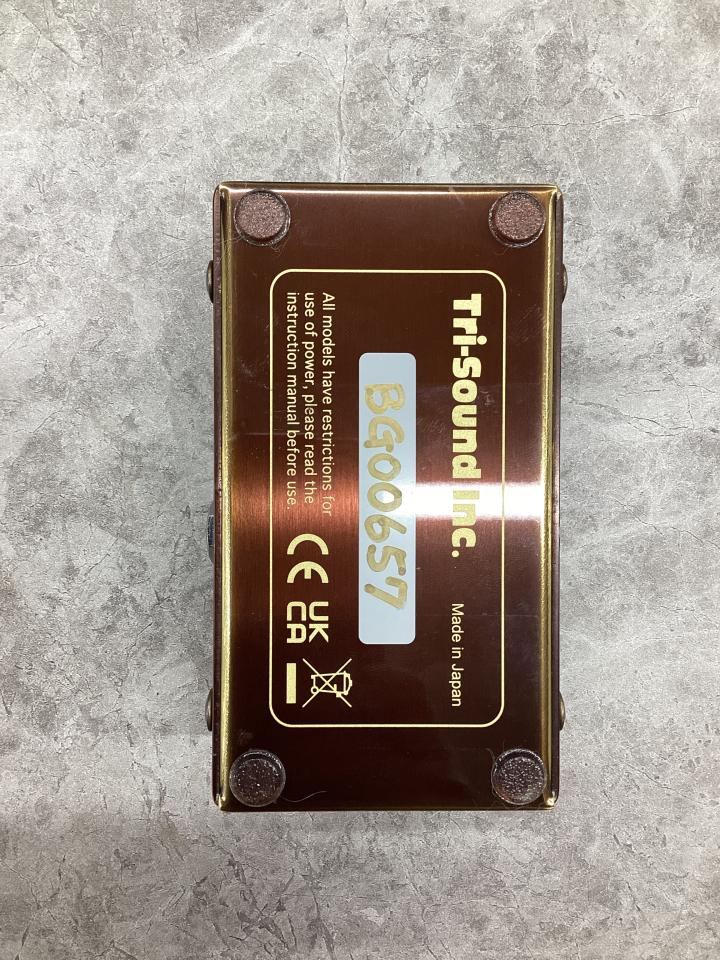 Tri-Sound Inc.
Made in Japan
BG00657
All models have restrictions for
use of power, please read the
instruction manual before use.
CE
UK
CA